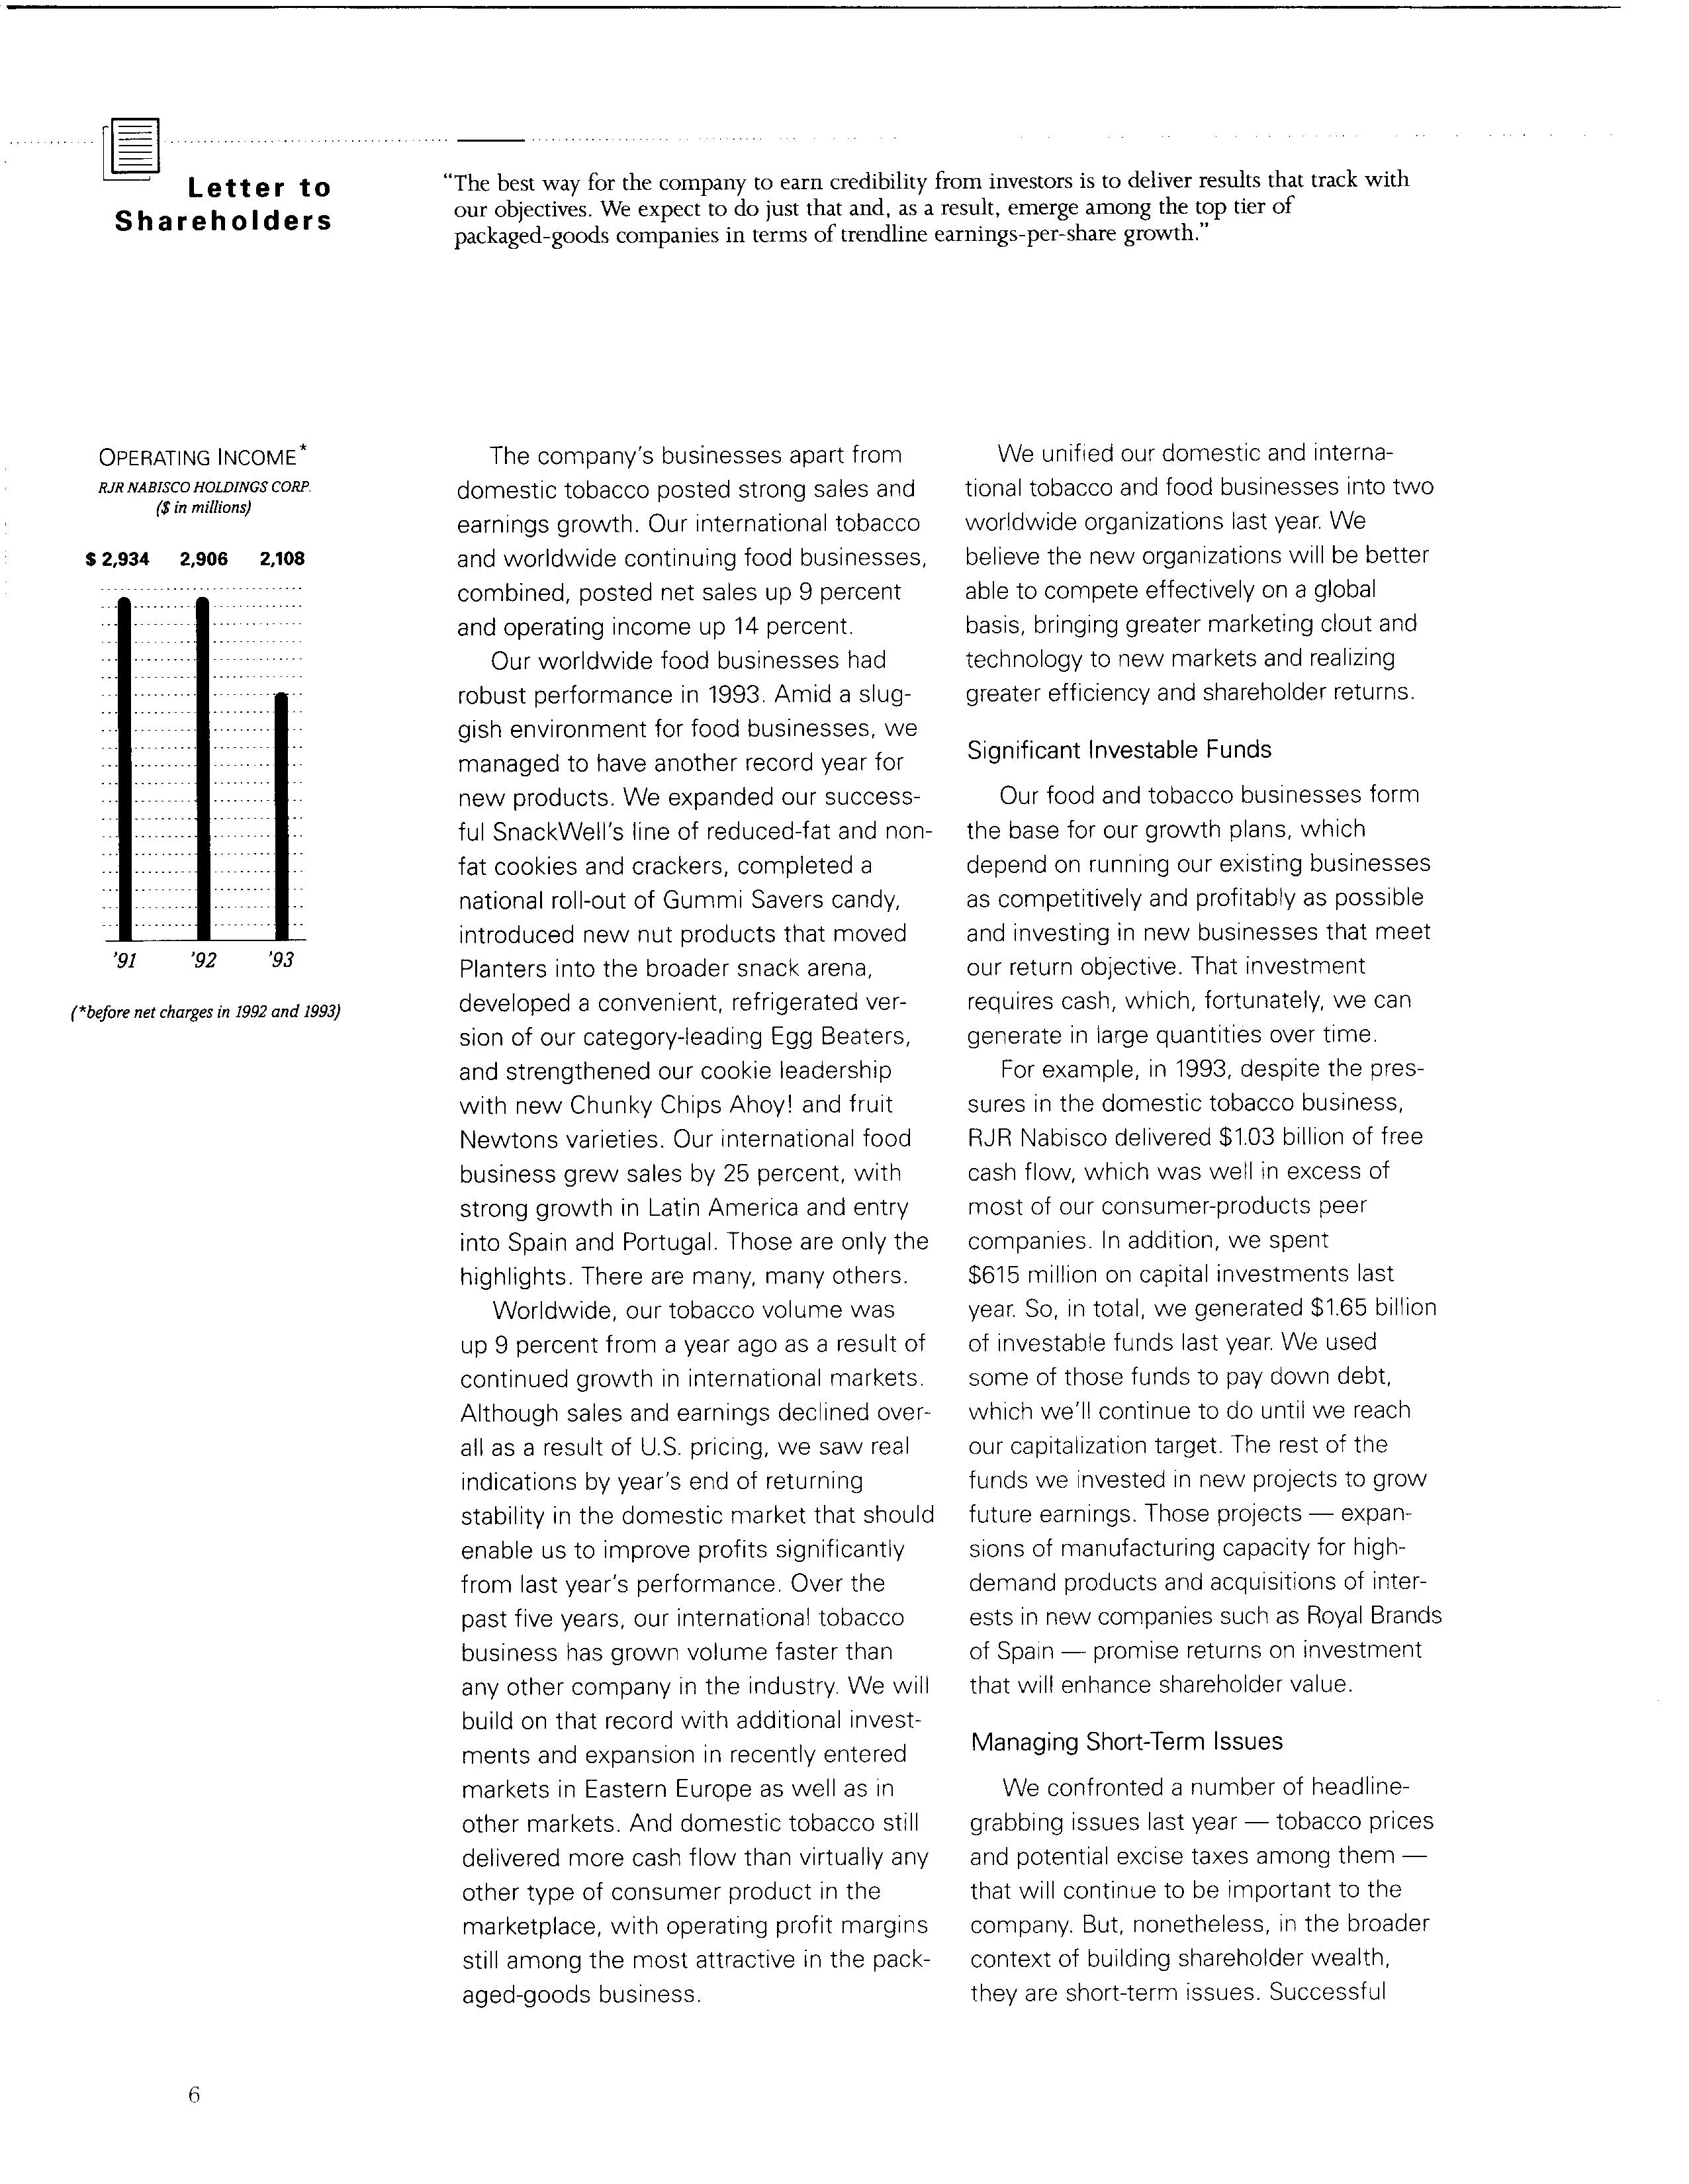 Letter to
Shareholders
“The best way for the company to earn credibility from investors is to deliver results that track with
our objectives. We expect to do just that and, as a result, emerge among the top tier of
packaged-goods companies in terms of trendline earnings-per-share growth.”
OPERATING INCOME*
RJR NABISCO HOLDINGS CORP.
($ in millions)
$ 2,934 2,906 2,108
'91 '92 '93
(*before net charges in 1992 and 1993)
The company's businesses apart from
domestic tobacco posted strong sales and
earnings growth. Our international tobacco
and worldwide continuing food businesses,
combined, posted net sales up 9 percent
and operating income up 14 percent.
Our worldwide food businesses had
robust performance in 1993. Amid a slug-
gish environment for food businesses, we
managed to have another record year for
new products. We expanded our success-
ful SnackWell's line of reduced-fat and non-
fat cookies and crackers, completed a
national roll-out of Gummi Savers candy,
introduced new nut products that moved
Planters into the broader snack arena,
developed a convenient, refrigerated ver-
sion of our category-leading Egg Beaters,
and strengthened our cookie leadership
with new Chunky Chips Ahoy! and fruit
Newtons varieties. Our international food
business grew sales by 25 percent, with
strong growth in Latin America and entry
into Spain and Portugal. Those are only the
highlights. There are many, many others.
Worldwide, our tobacco volume was
up 9 percent from a year ago as a result of
continued growth in international markets.
Although sales and earnings declined over-
all as a result of U.S. pricing, we saw real
indications by year's end of returning
stability in the domestic market that should
enable us to improve profits significantly
from last year's performance. Over the
past five years, our international tobacco
business has grown volume faster than
any other company in the industry. We will
build on that record with additional invest-
ments and expansion in recently entered
markets in Eastern Europe as well as in
other markets. And domestic tobacco still
delivered more cash flow than virtually any
other type of consumer product in the
marketplace, with operating profit margins
still among the most attractive in the pack-
aged-goods business.
We unified our domestic and interna-
tional tobacco and food businesses into two
worldwide organizations last year. We
believe the new organizations will be better
able to compete effectively on a global
basis, bringing greater marketing clout and
technology to new markets and realizing
greater efficiency and shareholder returns.
Significant Investable Funds
Our food and tobacco businesses form
the base for our growth plans, which
depend on running our existing businesses
as competitively and profitably as possible
and investing in new businesses that meet
our return objective. That investment
requires cash, which, fortunately, we can
generate in large quantities over time.
For example, in 1993, despite the pres-
sures in the domestic tobacco business,
RJR Nabisco delivered $1.03 billion of free
cash flow, which was well in excess of
most of our consumer-products peer
companies. In addition, we spent
$615 million on capital investments last
year. So, in total, we generated $1.65 billion
of investable funds last year. We used
some of those funds to pay down debt,
which we'll continue to do until we reach
our capitalization target. The rest of the
funds we invested in new projects to grow
future earnings. Those projects — expan-
sions of manufacturing capacity for high-
demand products and acquisitions of inter-
ests in new companies such as Royal Brands
of Spain — promise returns on investment
that will enhance shareholder value.
Managing Short-Term Issues
We confronted a number of headline-
grabbing issues last year — tobacco prices
and potential excise taxes among them —
that will continue to be important to the
company. But, nonetheless, in the broader
context of building shareholder wealth,
they are short-term issues. Successful
6